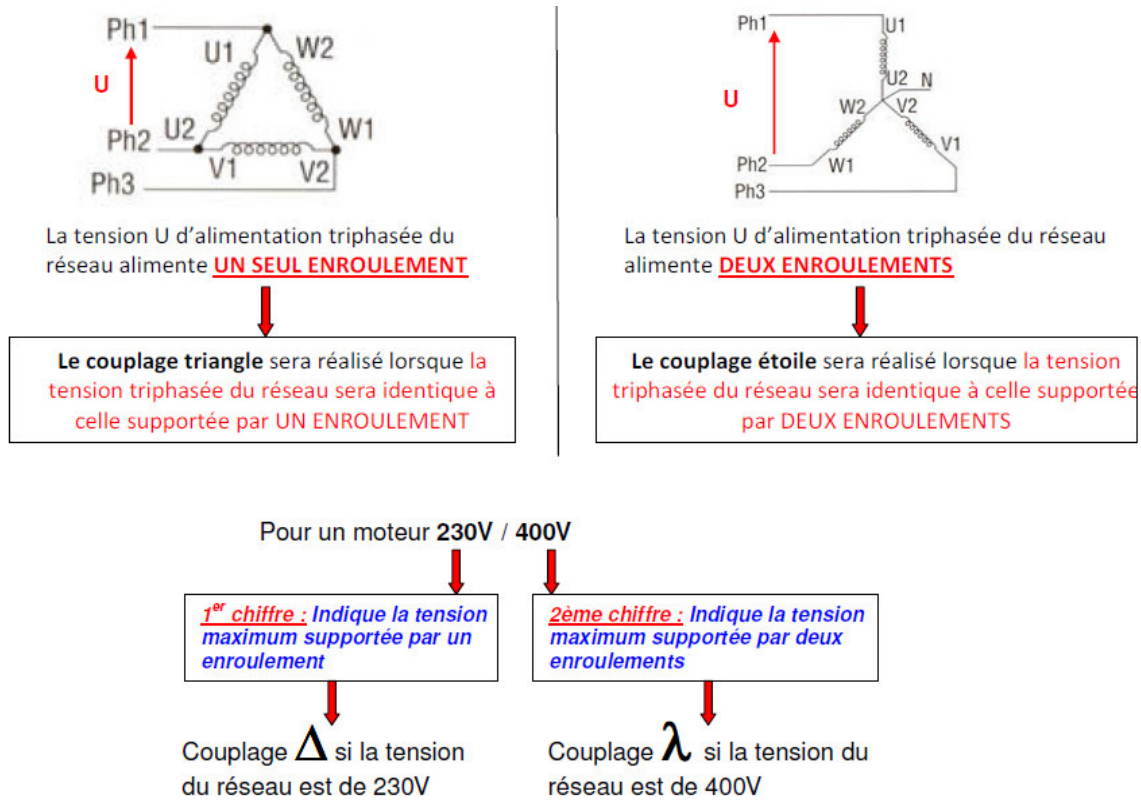 Ph1
U1
W2
U
Ph2
U2
W1
V1
V2
Ph3
La tension U d’alimentation triphasée du
réseau alimente UN SEUL ENROULEMENT
Le couplage triangle sera réalisé lorsque la
tension triphasée du réseau sera identique à
celle supportée par UN ENROULEMENT
Ph1
U1
U
U2
N
W2
V2
V1
Ph2
W1
Ph3
La tension U d’alimentation triphasée du réseau
alimente DEUX ENROULEMENTS
Le couplage étoile sera réalisé lorsque la tension
triphasée du réseau sera identique à celle supportée
par DEUX ENROULEMENTS
Pour un moteur 230V / 400V
1er chiffre : Indique la tension
maximum supportée par un
enroulement
Couplage Δ si la tension
du réseau est de 230V
2ème chiffre : Indique la tension
maximum supportée par deux
enroulements
Couplage λ si la tension du
réseau est de 400V